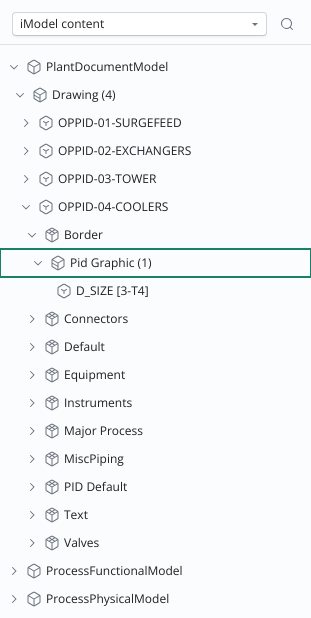 iModel content
PlantDocumentModel
Drawing (4)
OPPID-01-SURGEFEED
OPPID-02-EXCHANGERS
OPPID-03-TOWER
OPPID-04-COOLERS
Border
Pid Graphic (1)
D_SIZE [3-T4]
Connectors
Default
Equipment
Instruments
Major Process
MiscPiping
PID Default
Text
Valves
ProcessFunctionalModel
ProcessPhysicalModel